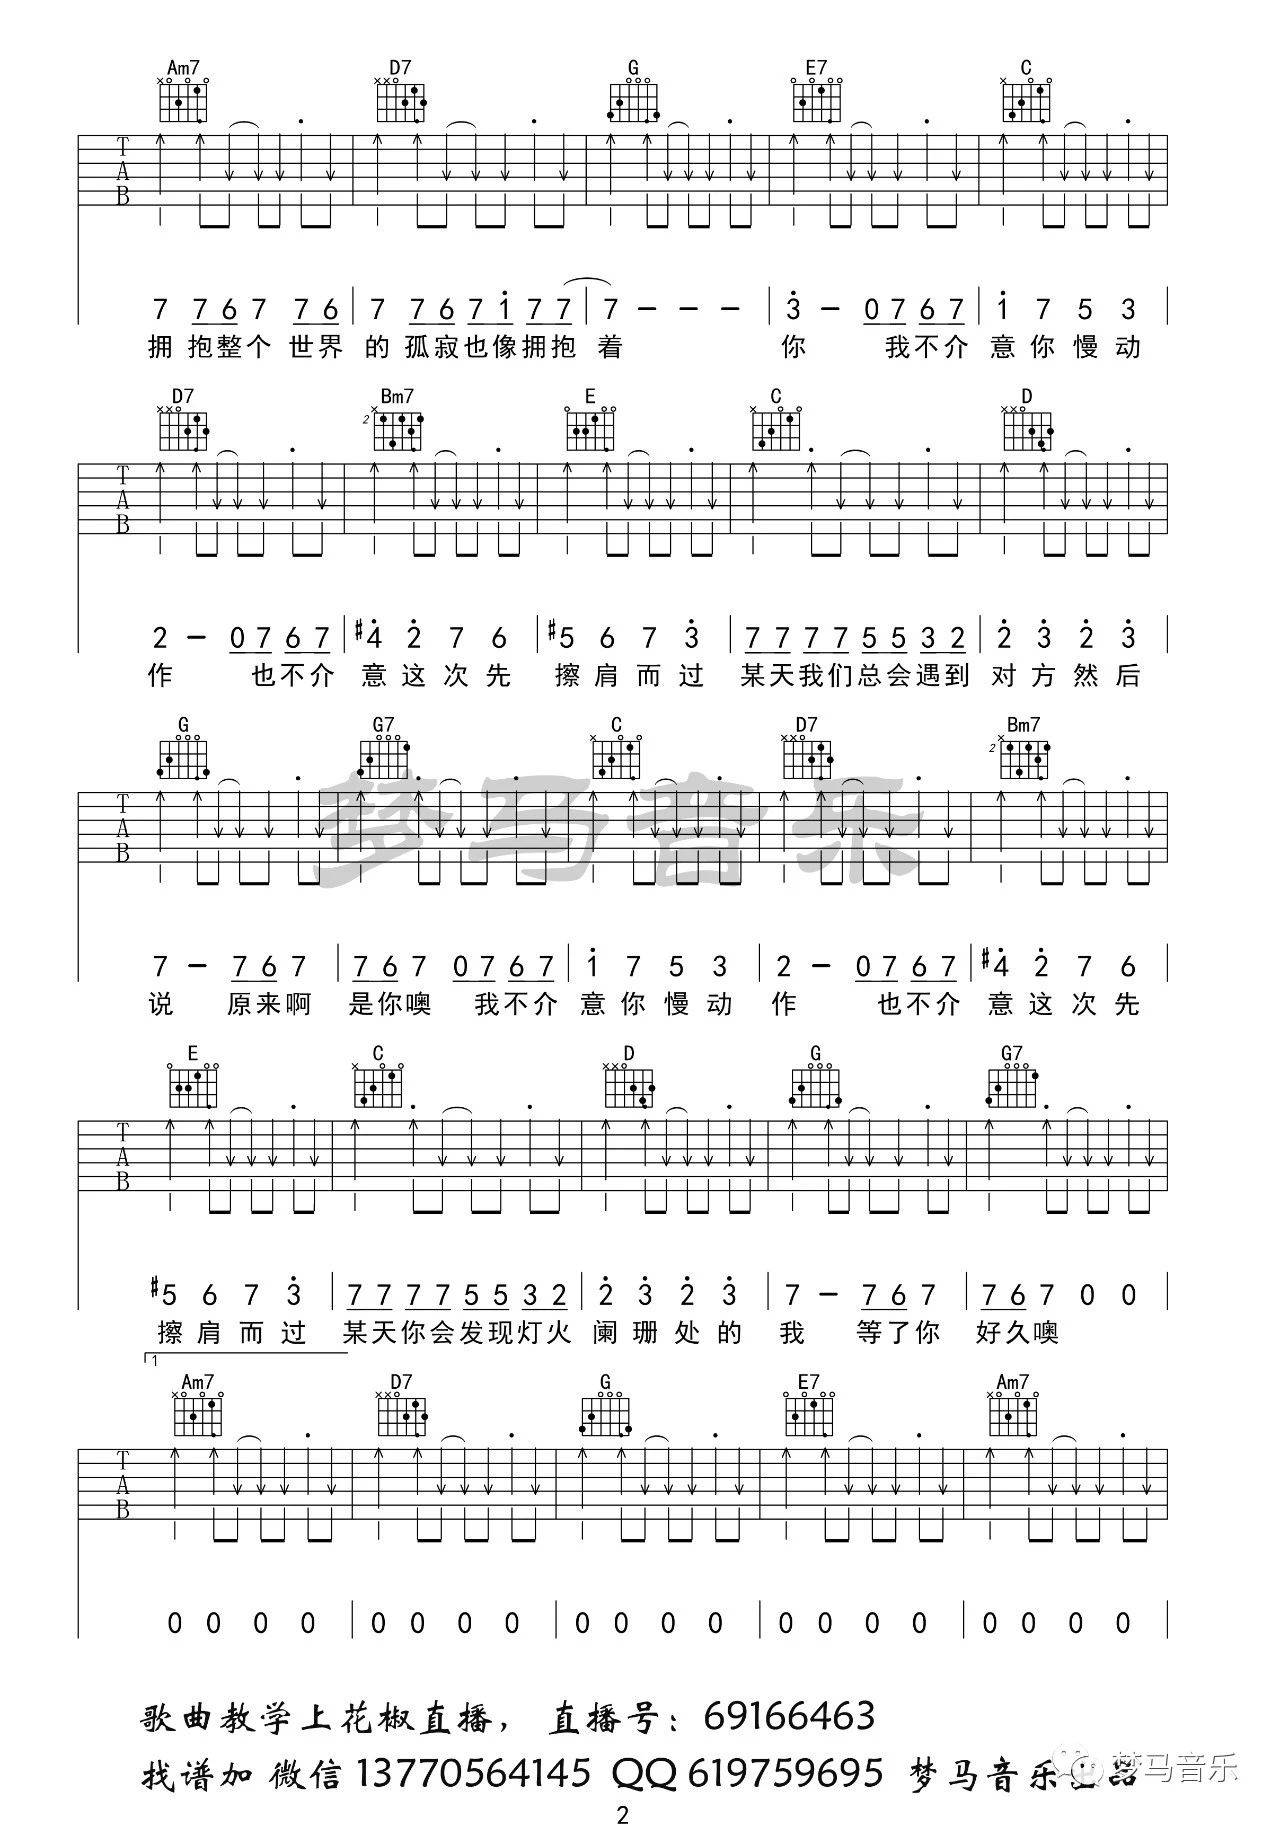 Am7 D7 G E7 C
T
A
B
7 7 6 7 7 6 | 7 7 6 7 1 7 7 | 7 - - - | 3 - 0 7 6 7 | 1 7 5 3 |
拥 抱整个 世界 的 孤寂也像拥抱 着 你 我不介 意你慢动
D7 Bm7 E C D
2
T
A
B
2 - 0 7 6 7 | #4 2 7 6 | #5 6 7 3 | 7 7 7 7 5 5 3 2 | 2 3 2 3 |
作 也不介 意这次先 擦肩而过 某天我们总会遇到 对方然后
G G7 C D7 Bm7
2
T
A
B
梦马音乐
7 - 7 6 7 | 7 6 7 0 7 6 7 | 1 7 5 3 | 2 - 0 7 6 7 | #4 2 7 6
说 原来啊 是你噢 我不介 意你慢动 作 也不介 意这次先
E C D G G7
T
A
B
#5 6 7 3 | 7 7 7 7 5 5 3 2 | 2 3 2 3 | 7 - 7 6 7 | 7 6 7 0 0 |
擦肩而过 某天你会发现灯火 阑珊处的 我 等了你 好久噢
1
Am7 D7 G E7 Am7
T
A
B
0 0 0 0 | 0 0 0 0 | 0 0 0 0 | 0 0 0 0 | 0 0 0 0 |
歌曲教学上花椒直播， 直播号：69166463
找谱加 微信 13770564145 QQ 619759695 梦马音乐出品
梦马音乐
2